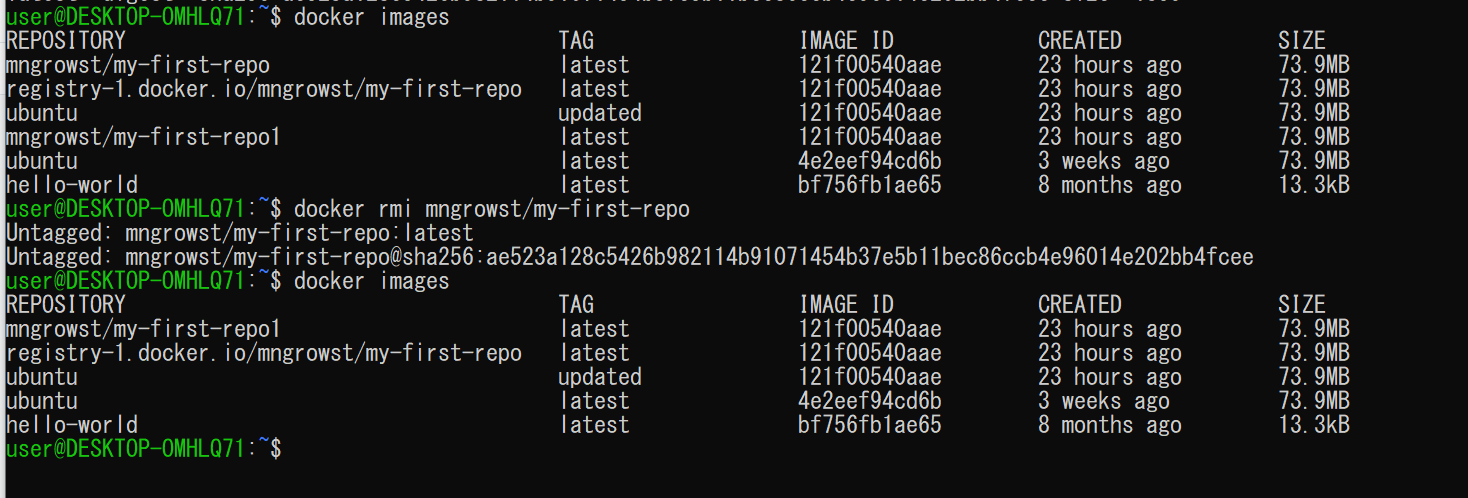 user@DESKTOP-OMHLQ71:~$ docker images
REPOSITORY TAG IMAGE ID CREATED SIZE
mngrowst/my-first-repo latest 121f00540aae 23 hours ago 73.9MB
registry-1.docker.io/mngrowst/my-first-repo latest 121f00540aae 23 hours ago 73.9MB
ubuntu updated 121f00540aae 23 hours ago 73.9MB
mngrowst/my-first-repo1 latest 121f00540aae 23 hours ago 73.9MB
ubuntu latest 4e2eef94cd6b 3 weeks ago 73.9MB
hello-world latest bf756fb1ae65 8 months ago 13.3kB
user@DESKTOP-OMHLQ71:~$ docker rmi mngrowst/my-first-repo
Untagged: mngrowst/my-first-repo:latest
Untagged: mngrowst/my-first-repo@sha256:ae523a128c5426b982114b91071454b37e5b11bec86ccb4e96014e202bb4fcee
user@DESKTOP-OMHLQ71:~$ docker images
REPOSITORY TAG IMAGE ID CREATED SIZE
mngrowst/my-first-repo1 latest 121f00540aae 23 hours ago 73.9MB
registry-1.docker.io/mngrowst/my-first-repo latest 121f00540aae 23 hours ago 73.9MB
ubuntu updated 121f00540aae 23 hours ago 73.9MB
ubuntu latest 4e2eef94cd6b 3 weeks ago 73.9MB
hello-world latest bf756fb1ae65 8 months ago 13.3kB
user@DESKTOP-OMHLQ71:~$